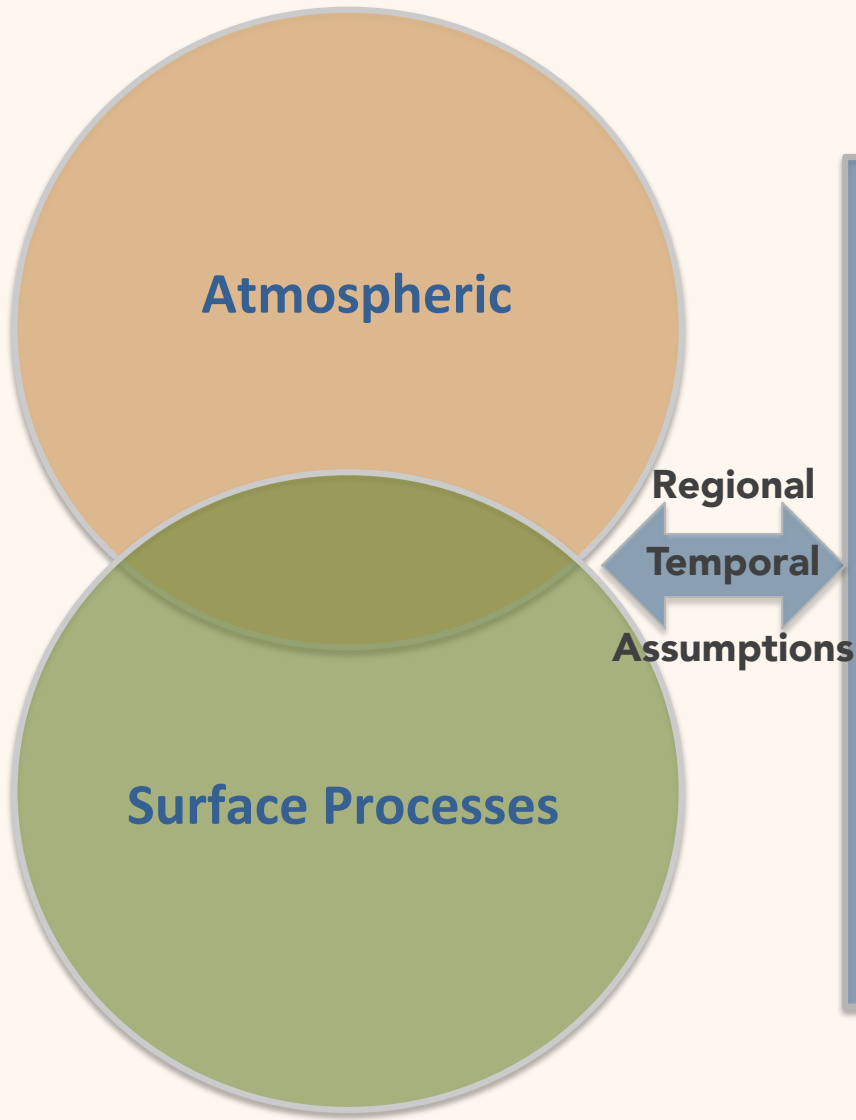 Atmospheric
Regional
Temporal
Assumptions
Surface Processes